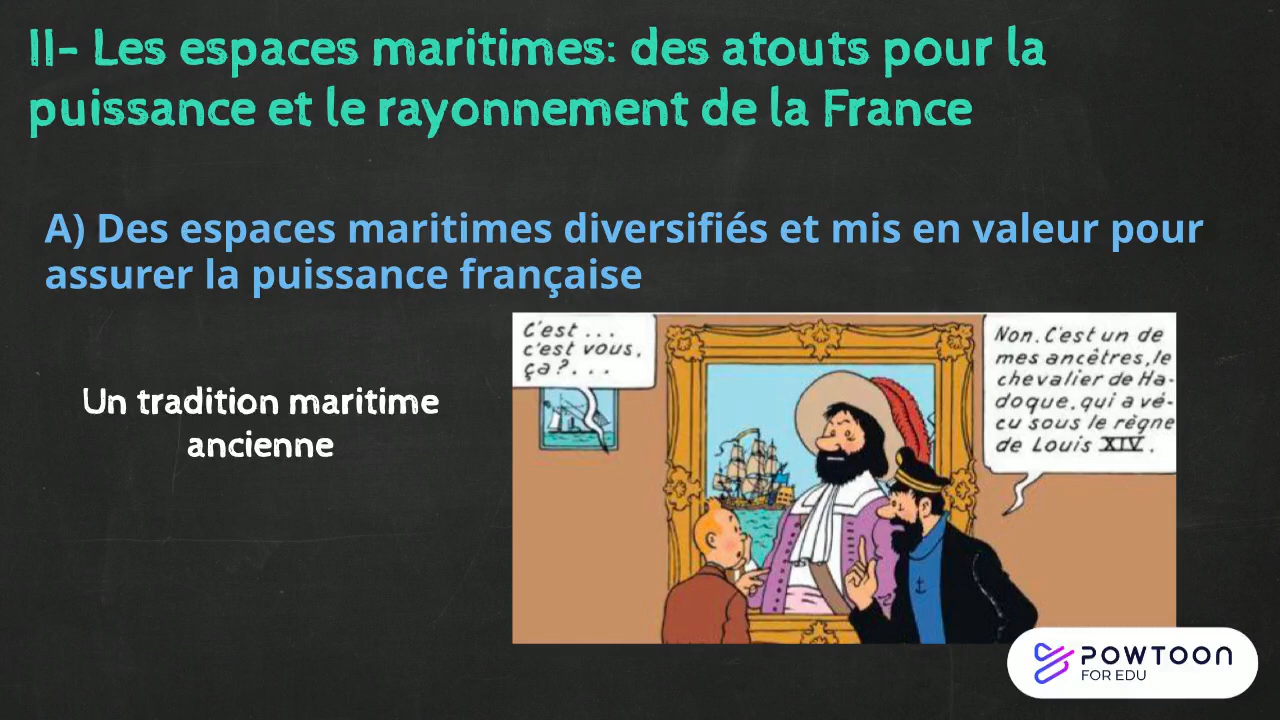 II- Les espaces maritimes: des atouts pour la
puissance et le rayonnement de la France
A) Des espaces maritimes diversifiés et mis en valeur pour
assurer la puissance française
Un tradition maritime
ancienne
C'est ...
c'est vous,
ça?...
Non. C'est un de
mes ancêtres, le
chevalier de Ha-
doque, qui a vé-
cu sous le règne
de Louis XIV.
POWTOON
FOR EDU